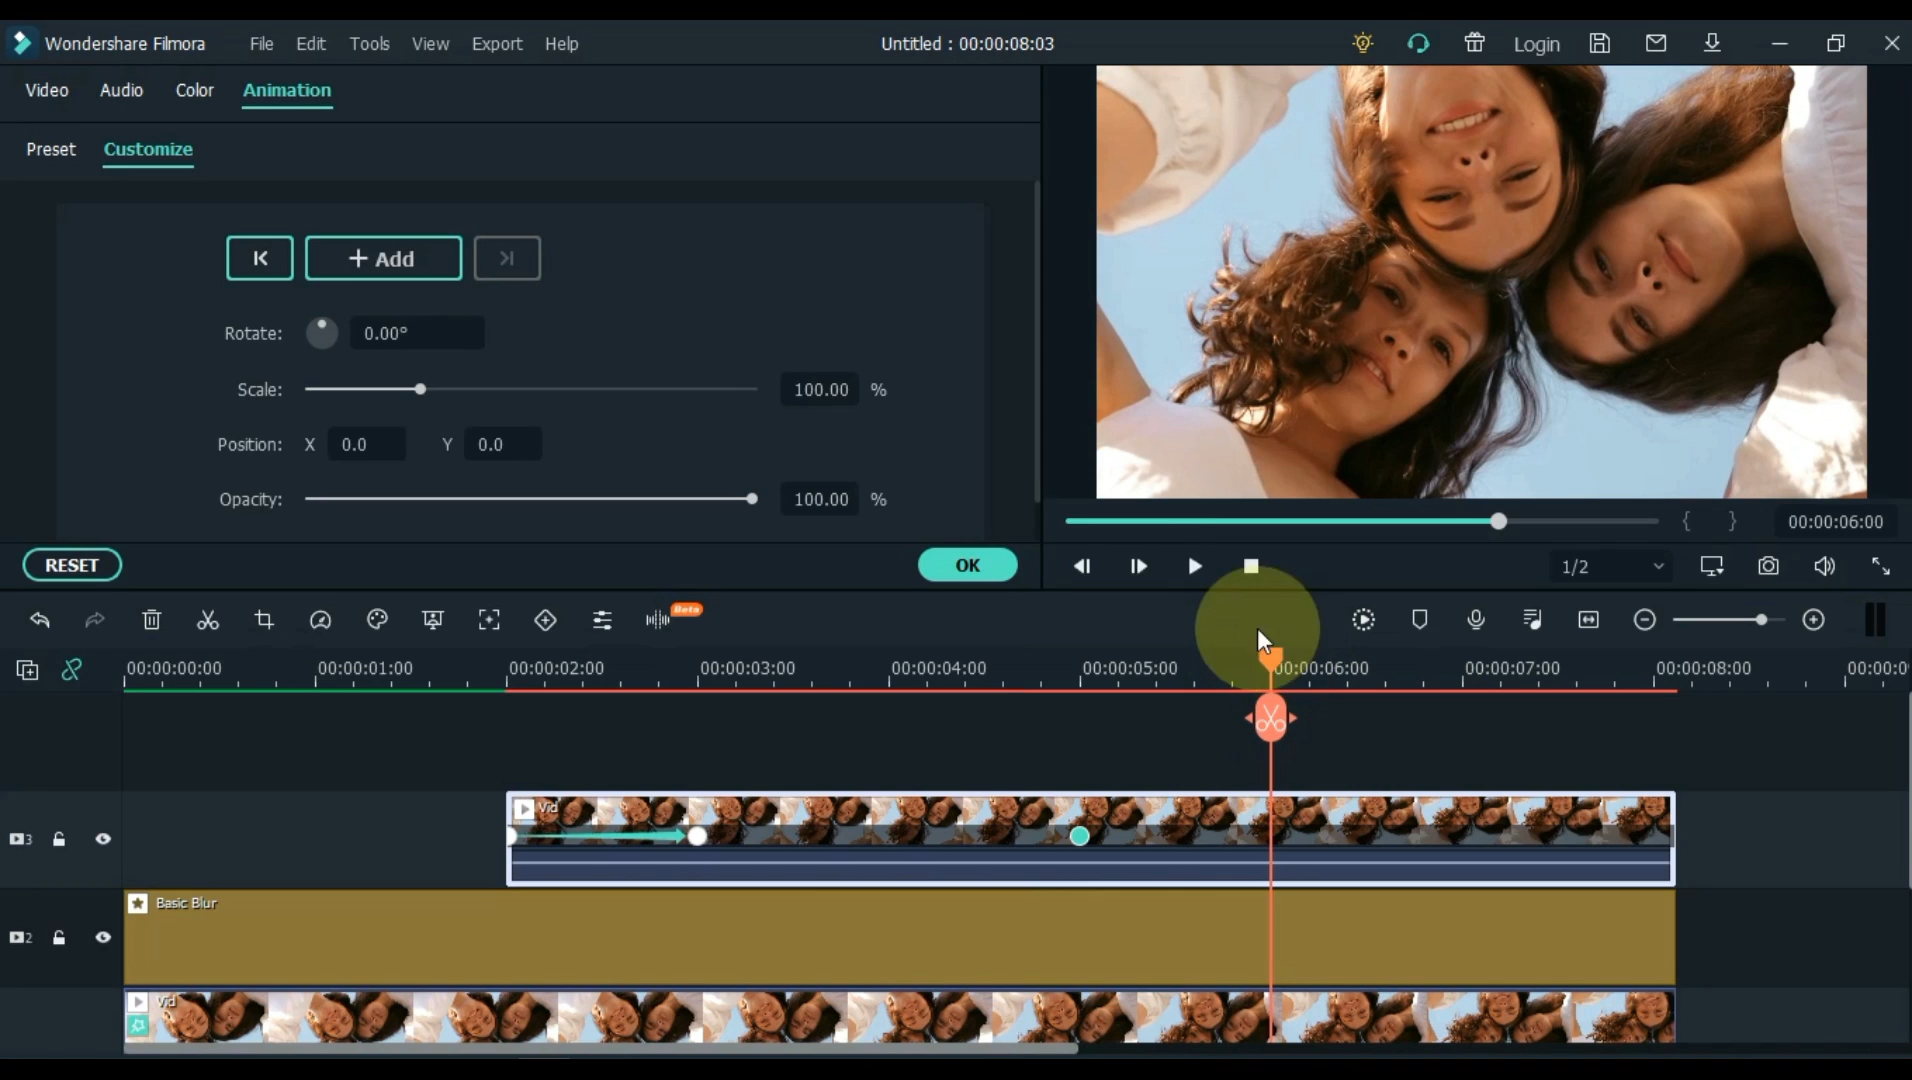 Wondershare Filmora File Edit Tools View Export Help Untitled : 00:00:08:03 Login
Video Audio Color Animation
Preset Customize
+ Add
Rotate: 0.00°
Scale: 100.00 %
Position: X 0.0 Y 0.0
Opacity: 100.00 %
{ } 00:00:06:00
RESET OK 1/2
Beta
00:00:00:00 00:00:01:00 00:00:02:00 00:00:03:00 00:00:04:00 00:00:05:00 00:00:06:00 00:00:07:00 00:00:08:00 00:00:0
Vid
3
Basic Blur
2
Vid